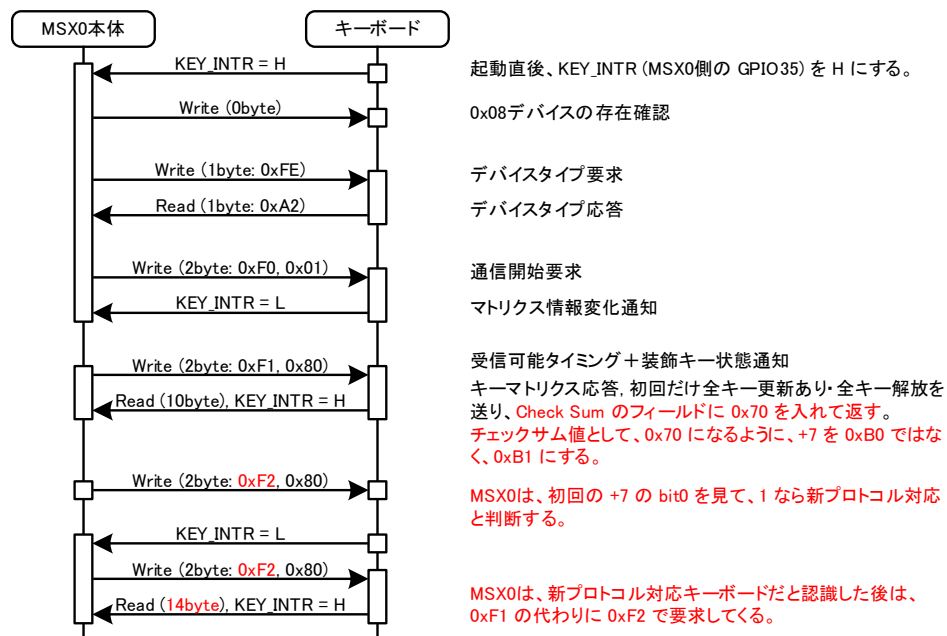 MSX0本体 キーボード
KEY_INTR = H 起動直後、KEY_INTR (MSX0側の GPIO35) を H にする。
Write (0byte) 0x08デバイスの存在確認
Write (1byte: 0xFE) デバイスタイプ要求
Read (1byte: 0xA2) デバイスタイプ応答
Write (2byte: 0xF0, 0x01) 通信開始要求
KEY_INTR = L マトリクス情報変化通知
Write (2byte: 0xF1, 0x80) 受信可能タイミング＋装飾キー状態通知
Read (10byte), KEY_INTR = H キーマトリクス応答, 初回だけ全キー更新あり・全キー解放を
送り、Check Sum のフィールドに 0x70 を入れて返す。
チェックサム値として、0x70 になるように、+7 を 0xB0 ではな
く、0xB1 にする。
Write (2byte: 0xF2, 0x80) MSX0は、初回の +7 の bit0 を見て、1 なら新プロトコル対応
と判断する。
KEY_INTR = L
Write (2byte: 0xF2, 0x80)
Read (14byte), KEY_INTR = H MSX0は、新プロトコル対応キーボードだと認識した後は、
0xF1 の代わりに 0xF2 で要求してくる。